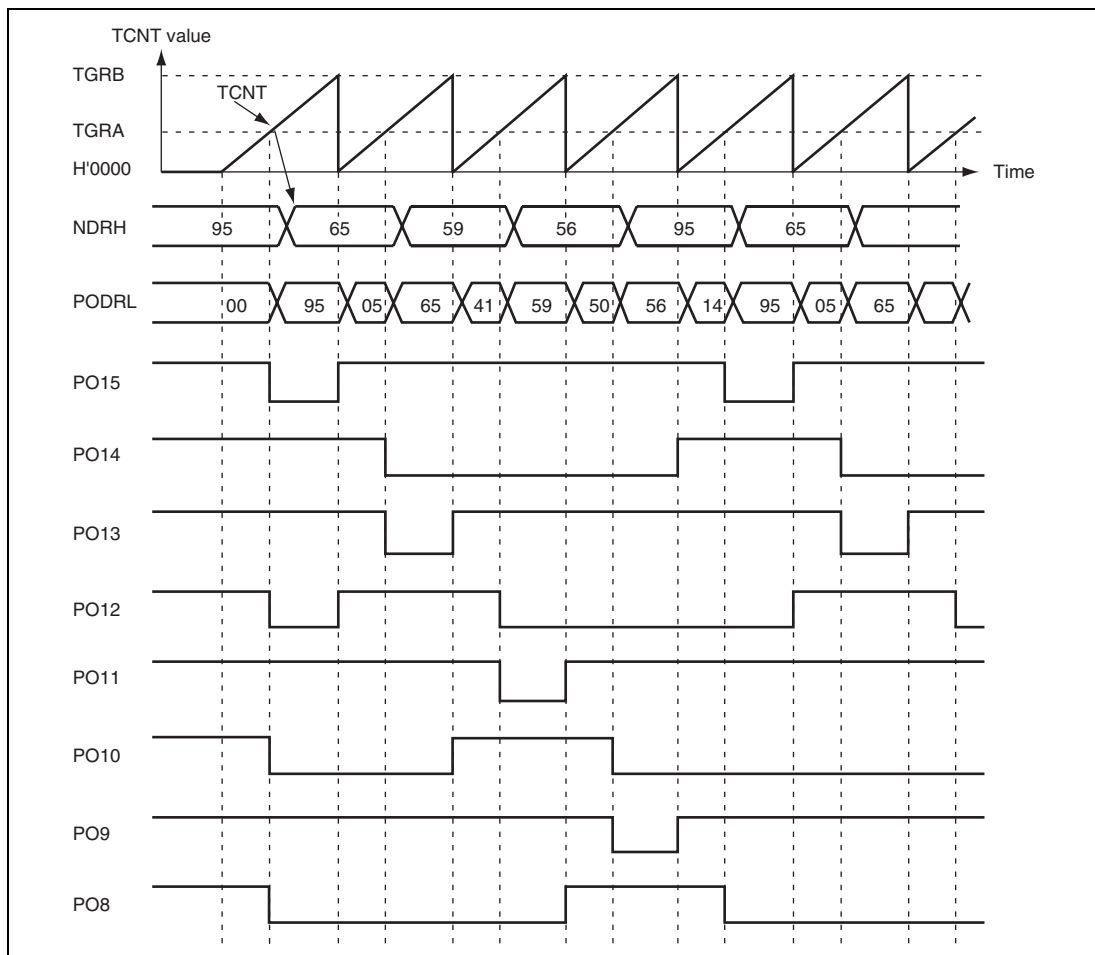 TCNT value
TGRB
TCNT
TGRA
H'0000
Time
NDRH
95 65 59 56 95 65
PODRL
00 95 05 65 41 59 50 56 14 95 05 65
PO15
PO14
PO13
PO12
PO11
PO10
PO9
PO8